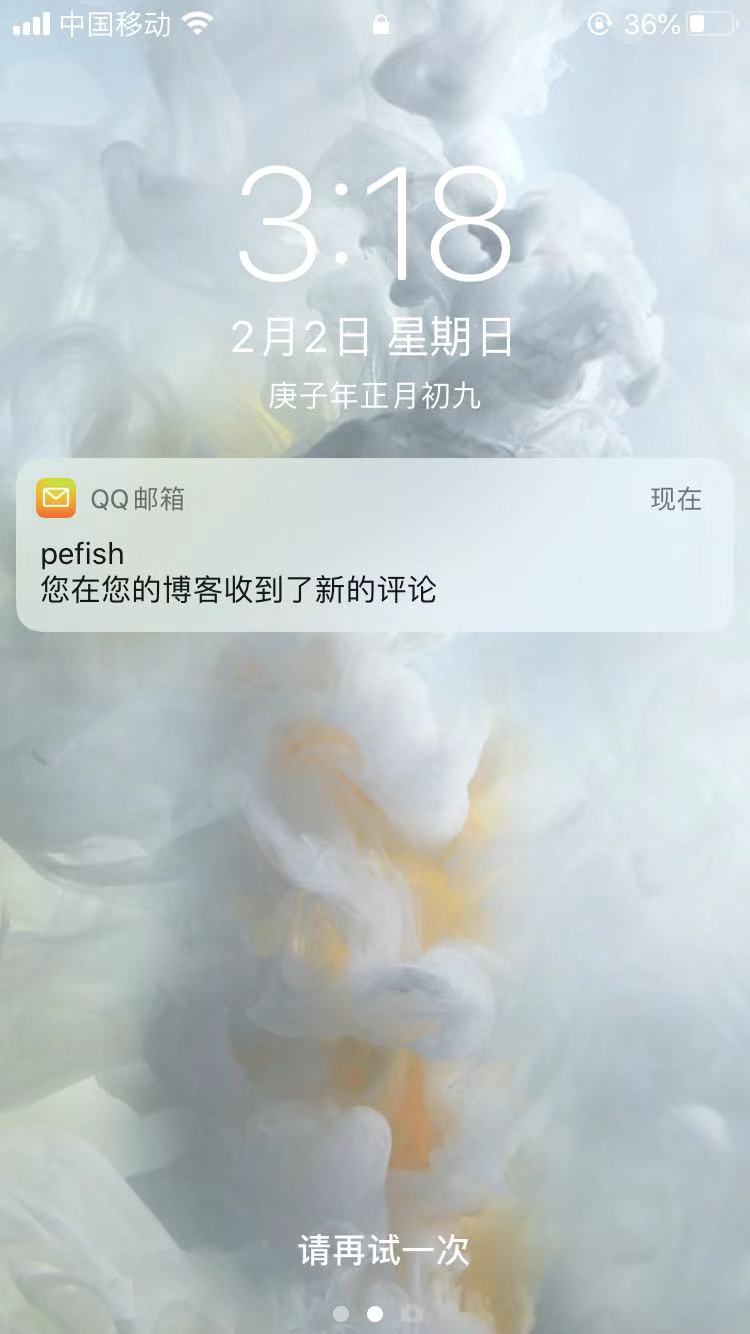 中国移动 36%
3:18
2月2日 星期日
庚子年正月初九
QQ邮箱 现在
pefish
您在您的博客收到了新的评论
请再试一次